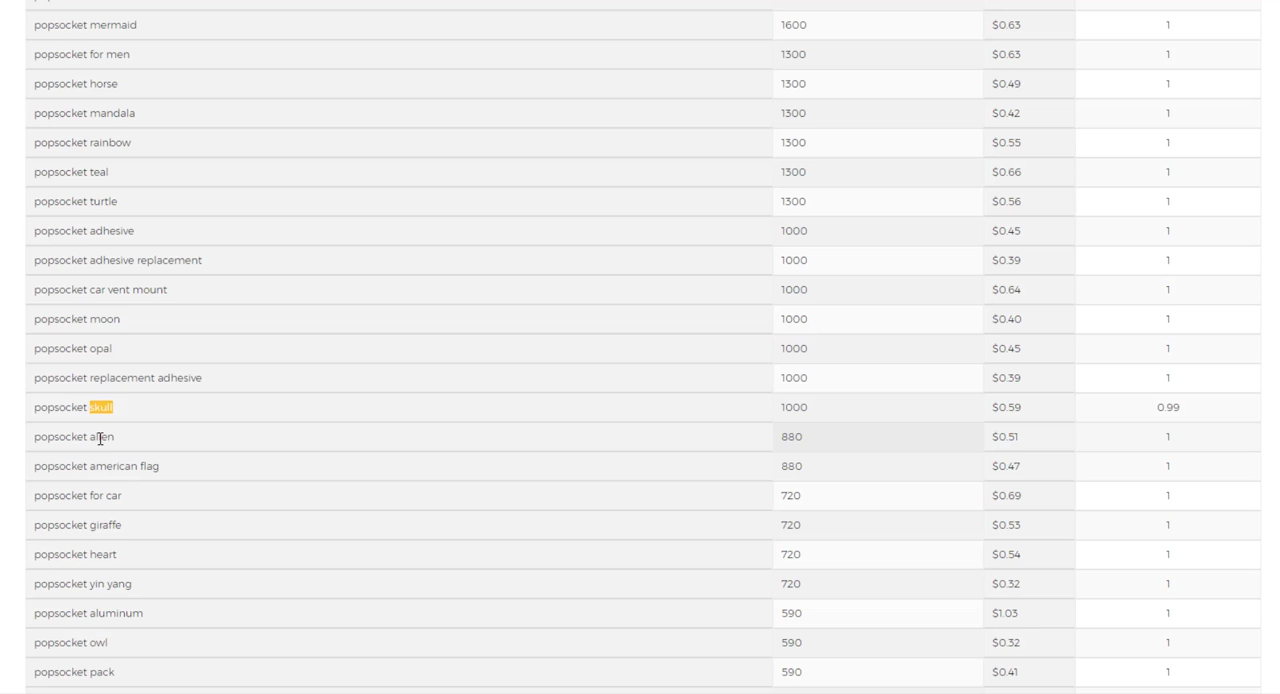 popsocket mermaid 1600 $0.63 1
popsocket for men 1300 $0.63 1
popsocket horse 1300 $0.49 1
popsocket mandala 1300 $0.42 1
popsocket rainbow 1300 $0.55 1
popsocket teal 1300 $0.66 1
popsocket turtle 1300 $0.56 1
popsocket adhesive 1000 $0.45 1
popsocket adhesive replacement 1000 $0.39 1
popsocket car vent mount 1000 $0.64 1
popsocket moon 1000 $0.40 1
popsocket opal 1000 $0.45 1
popsocket replacement adhesive 1000 $0.39 1
popsocket skull 1000 $0.59 0.99
popsocket alien 880 $0.51 1
popsocket american flag 880 $0.47 1
popsocket for car 720 $0.69 1
popsocket giraffe 720 $0.53 1
popsocket heart 720 $0.54 1
popsocket yin yang 720 $0.32 1
popsocket aluminum 590 $1.03 1
popsocket owl 590 $0.32 1
popsocket pack 590 $0.41 1